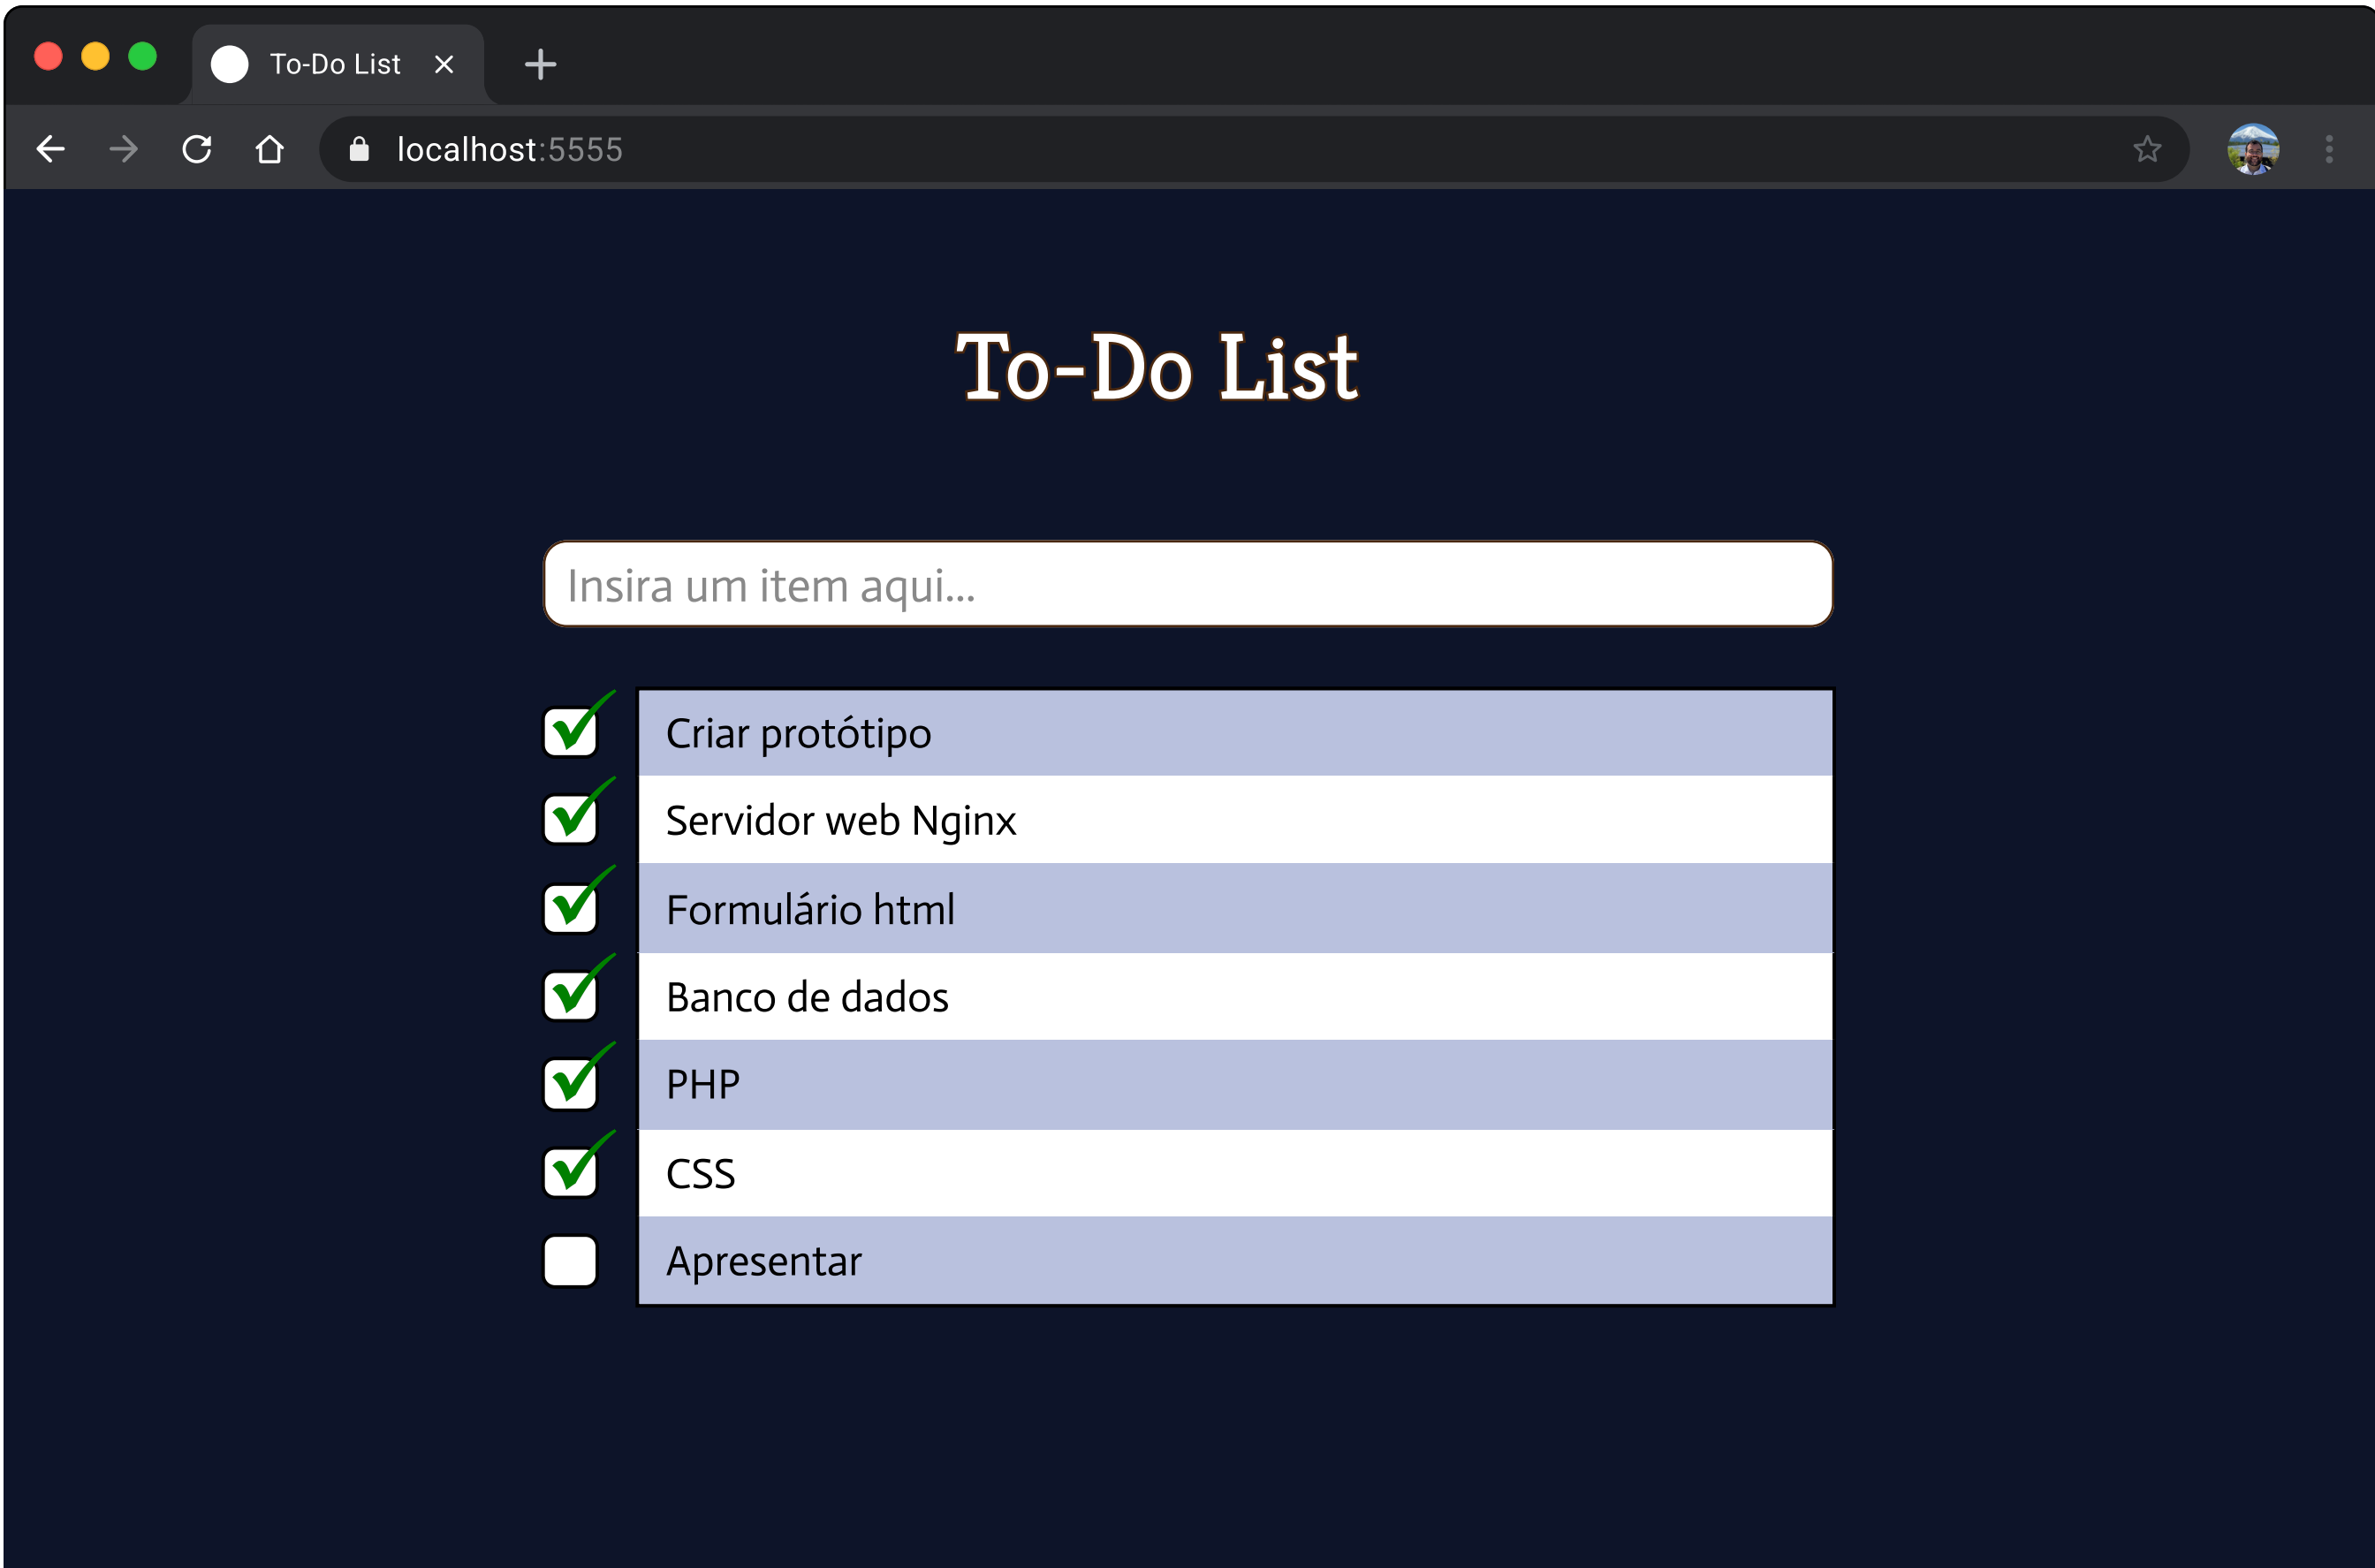 To-Do List
localhost:5555
To-Do List
Insira um item aqui...
Criar protótipo
Servidor web Nginx
Formulário html
Banco de dados
PHP
CSS
Apresentar